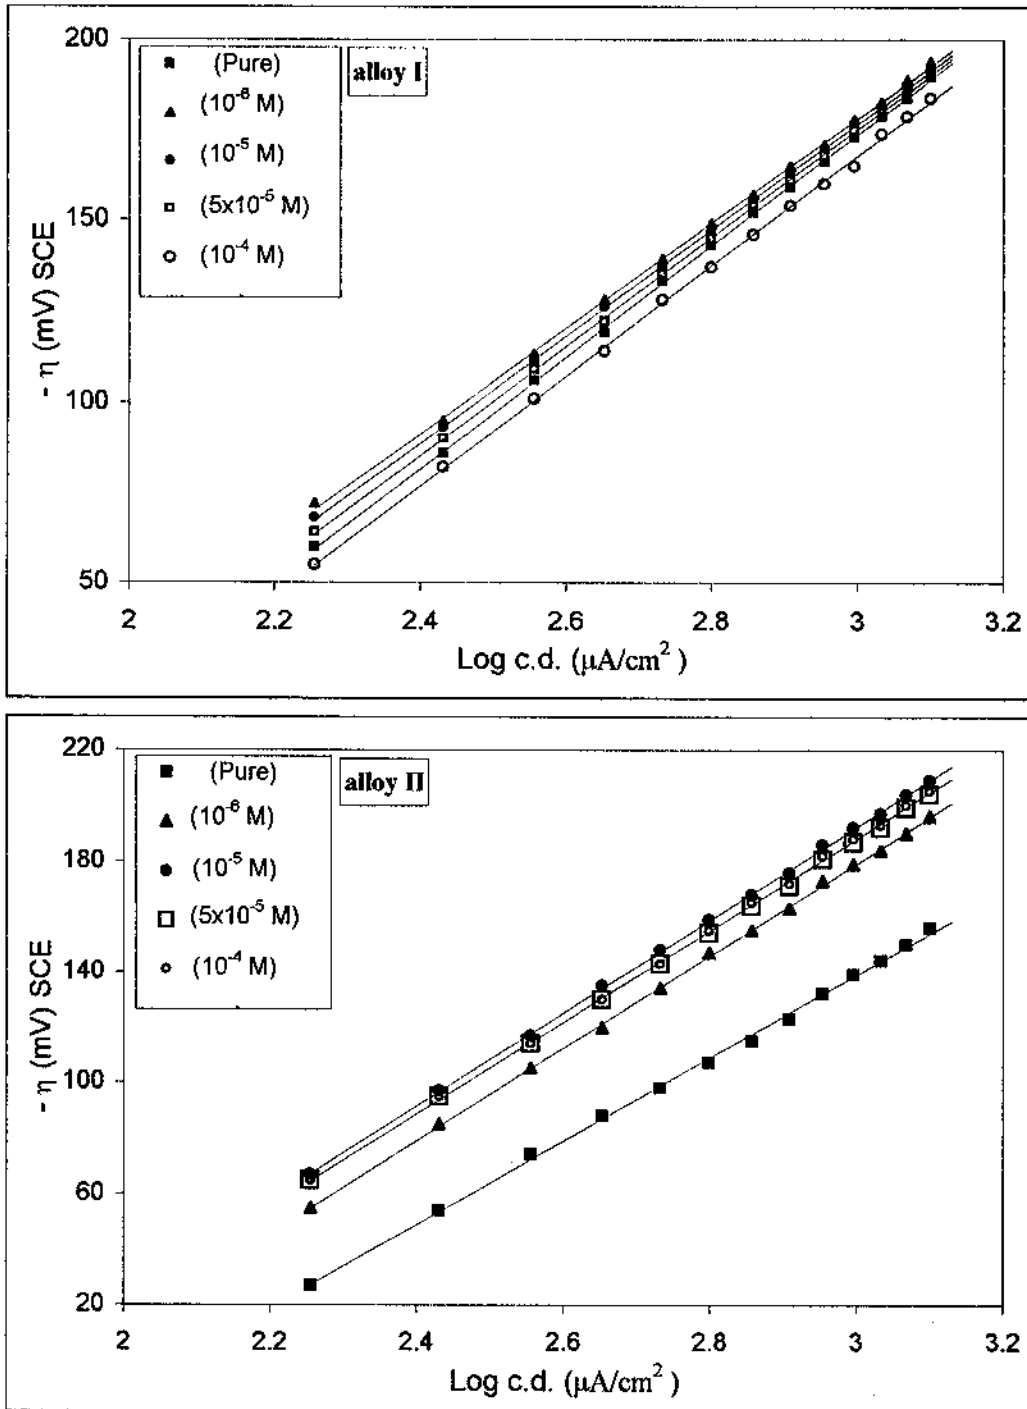 200
150
100
50
- η (mV) SCE
(Pure)
(10⁻⁶ M)
(10⁻⁵ M)
(5x10⁻⁵ M)
(10⁻⁴ M)
alloy I
2 2.2 2.4 2.6 2.8 3 3.2
Log c.d. (μA/cm²)
220
180
140
100
60
20
- η (mV) SCE
(Pure)
(10⁻⁶ M)
(10⁻⁵ M)
(5x10⁻⁵ M)
(10⁻⁴ M)
alloy II
2 2.2 2.4 2.6 2.8 3 3.2
Log c.d. (μA/cm²)